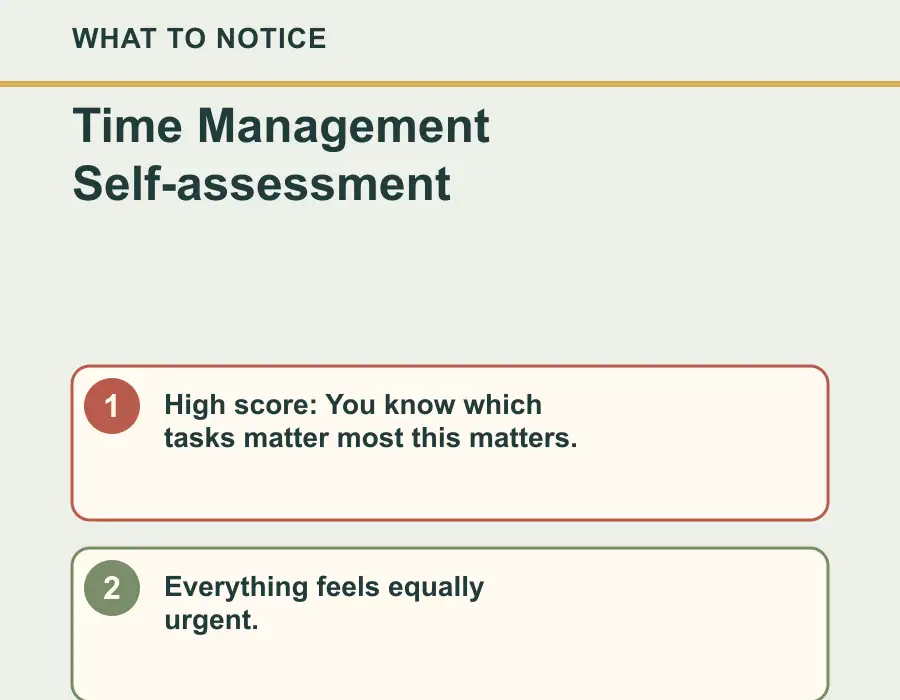 WHAT TO NOTICE
Time Management
Self-assessment
1
High score: You know which
tasks matter most this matters.
2
Everything feels equally
urgent.